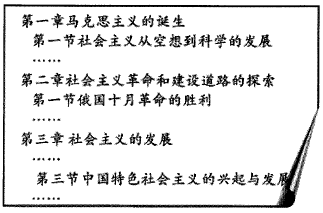 第一章马克思主义的诞生
第一节社会主义从空想到科学的发展
……
第二章社会主义革命和建设道路的探索
第一节俄国十月革命的胜利
……
第三章 社会主义的发展
……
第三节中国特色社会主义的兴起与发展
……